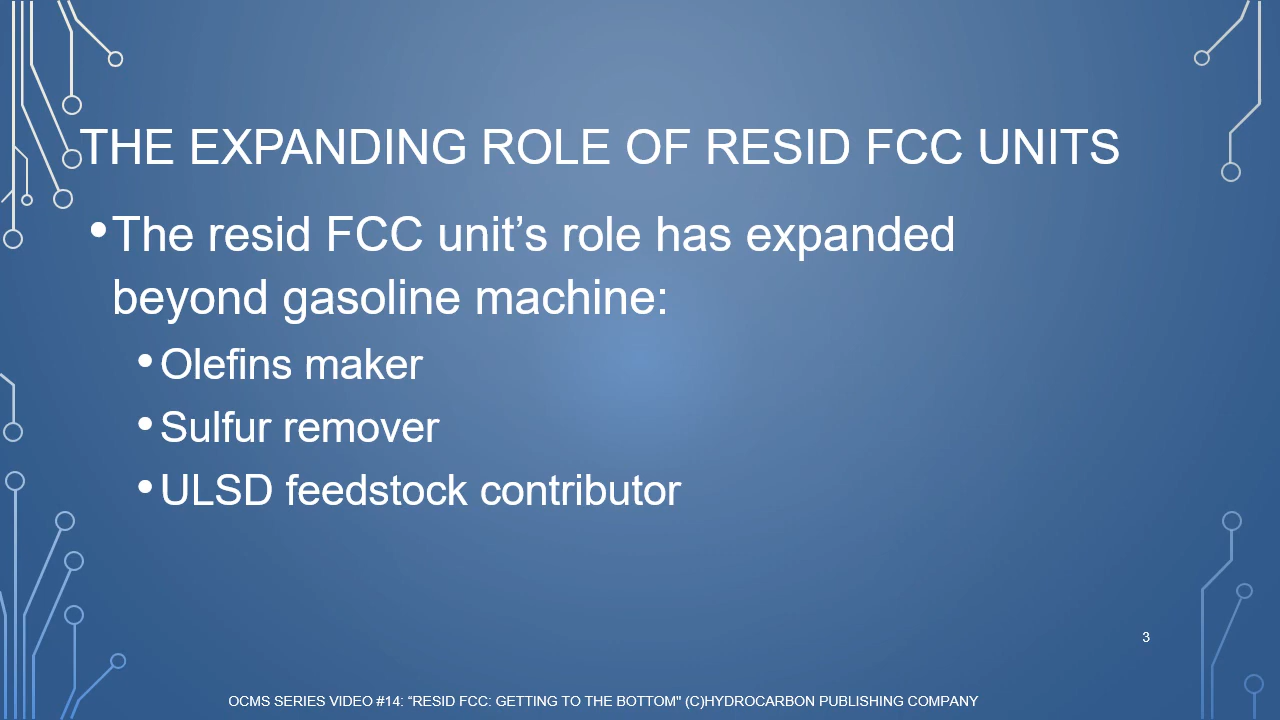 THE EXPANDING ROLE OF RESID FCC UNITS
•The resid FCC unit’s role has expanded
beyond gasoline machine:
•Olefins maker
•Sulfur remover
•ULSD feedstock contributor
3
OCMS SERIES VIDEO #14: “RESID FCC: GETTING TO THE BOTTOM" (C)HYDROCARBON PUBLISHING COMPANY